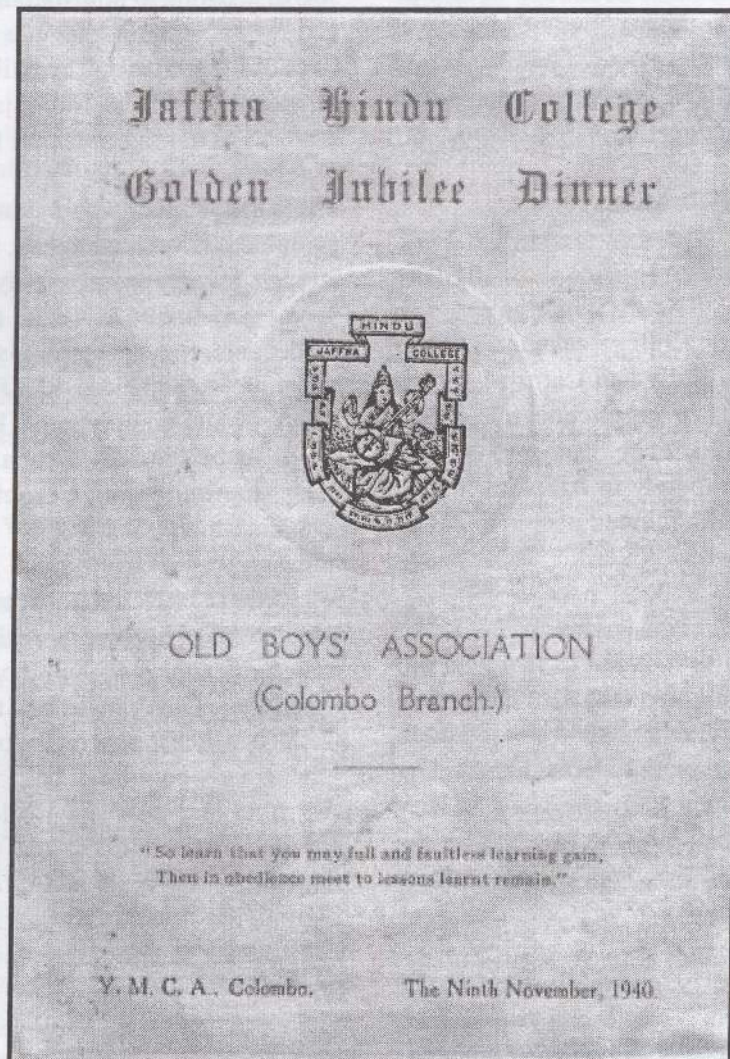 Jaffna Hindu College
Golden Jubilee Dinner
HINDU
JAFFNA COLLEGE
OLD BOYS' ASSOCIATION
(Colombo Branch.)
"So learn that you may full and faultless learning gain,
Then in obedience meet to lessons learnt remain."
Y. M. C. A., Colombo. The Ninth November, 1940.